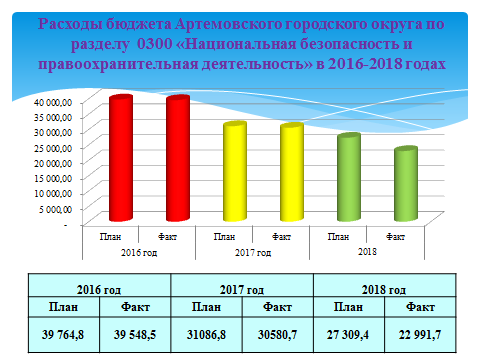 Расходы бюджета Артемовского городского округа по
разделу 0300 «Национальная безопасность и
правоохранительная деятельность» в 2016-2018 годах
40 000,00
35 000,00
30 000,00
25 000,00
20 000,00
15 000,00
10 000,00
5 000,00
-
План Факт План Факт План Факт
2016 год 2017 год 2018
2016 год 2017 год 2018 год
План Факт План Факт План Факт
39 764,8 39 548,5 31086,8 30580,7 27 309,4 22 991,7